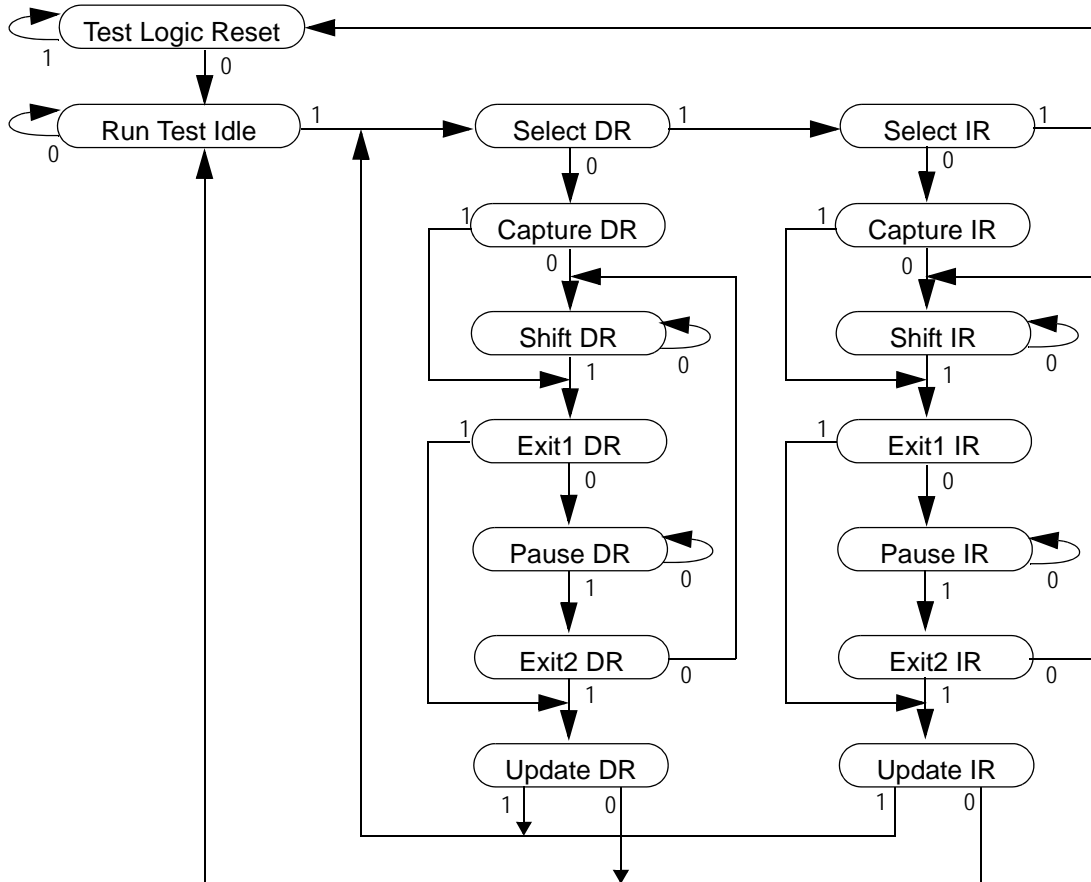 Test Logic Reset
1
0
Run Test Idle
0
1
Select DR
1
0
Select IR
1
0
1
Capture DR
0
1
Capture IR
0
Shift DR
0
1
Shift IR
0
1
1
Exit1 DR
0
1
Exit1 IR
0
Pause DR
0
1
Pause IR
0
1
Exit2 DR
0
1
Exit2 IR
0
1
Update DR
1
0
Update IR
1
0